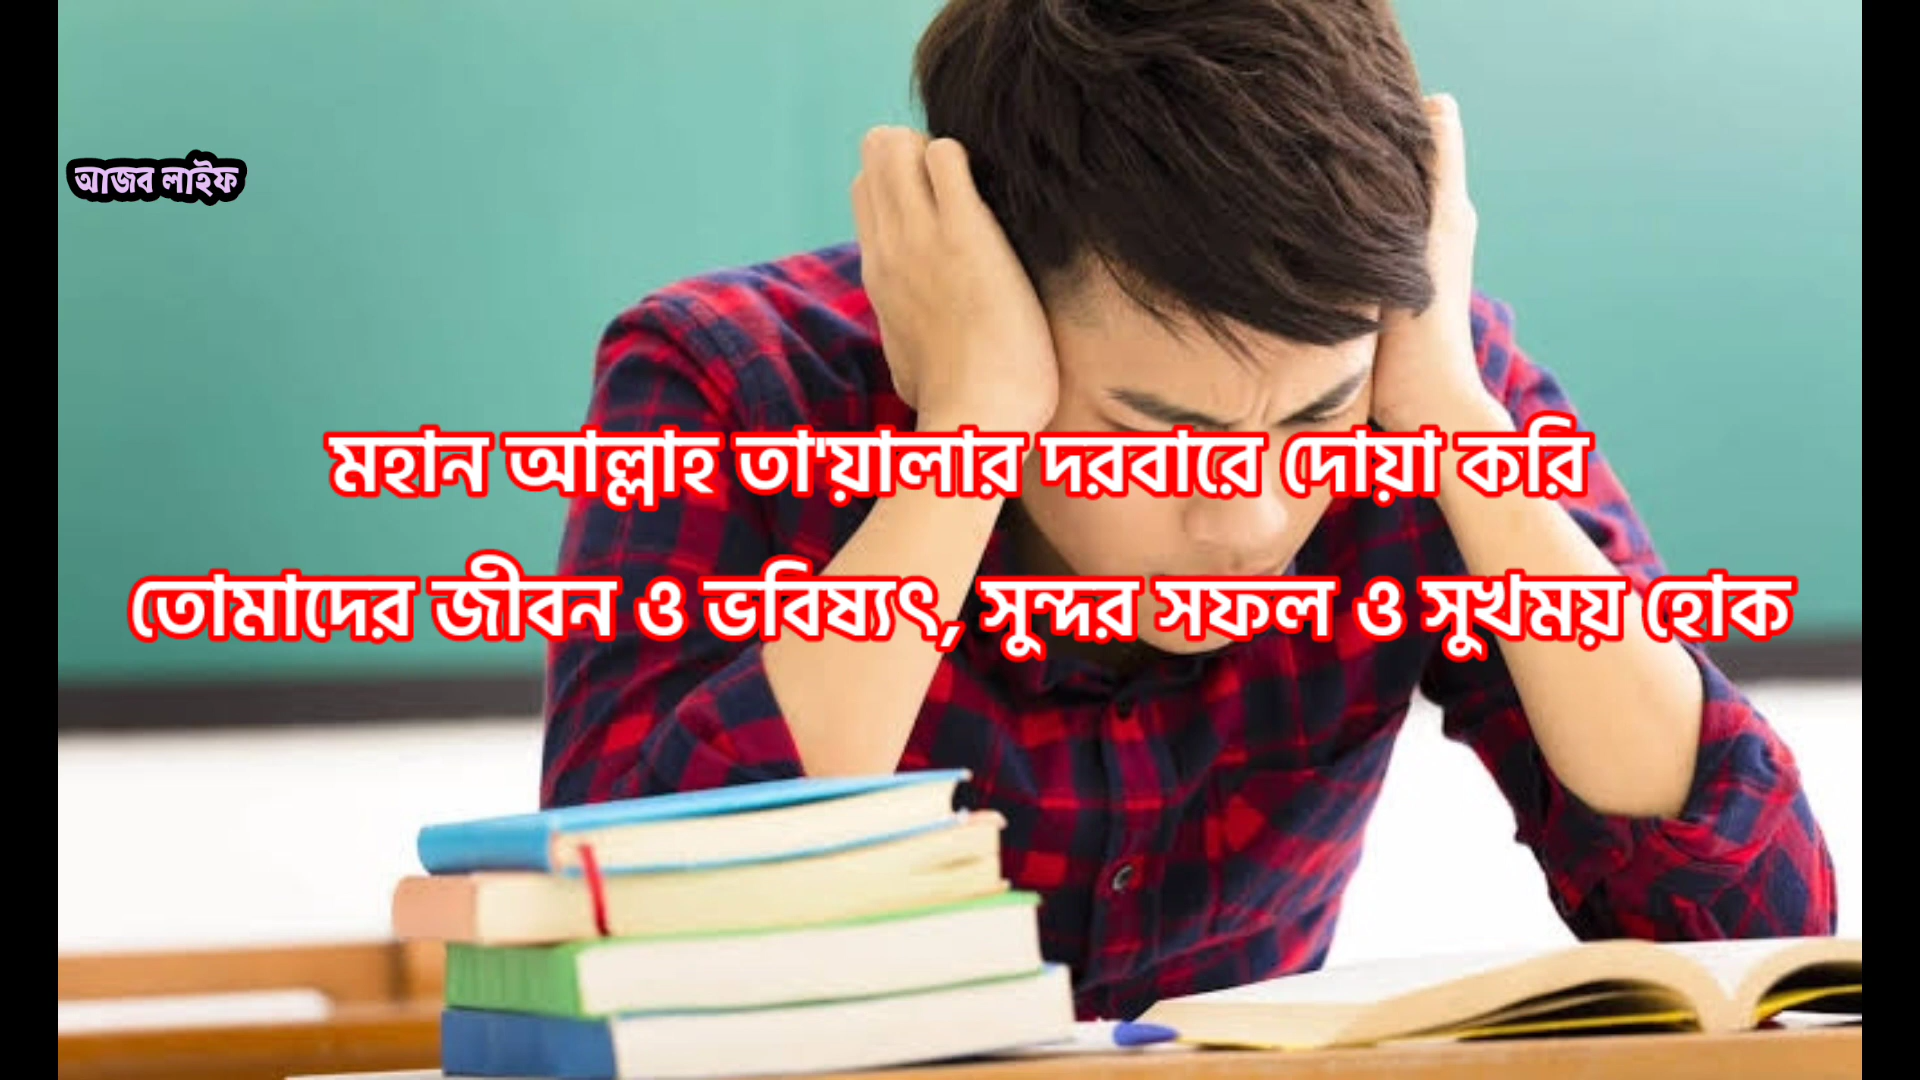 আজব লাইফ
মহান আল্লাহ তা'য়ালার দরবারে দোয়া করি
তোমাদের জীবন ও ভবিষ্যৎ, সুন্দর সফল ও সুখময় হোক